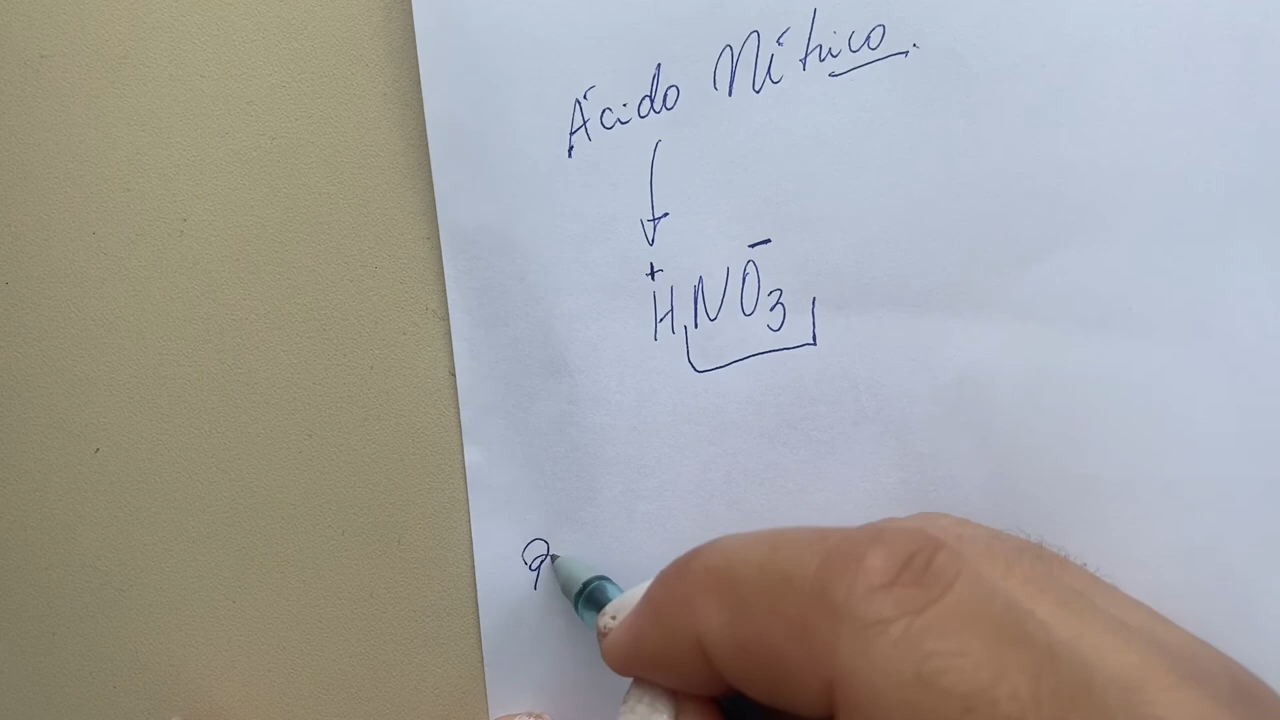 Ácido Nítrico.
+ –
HNO3